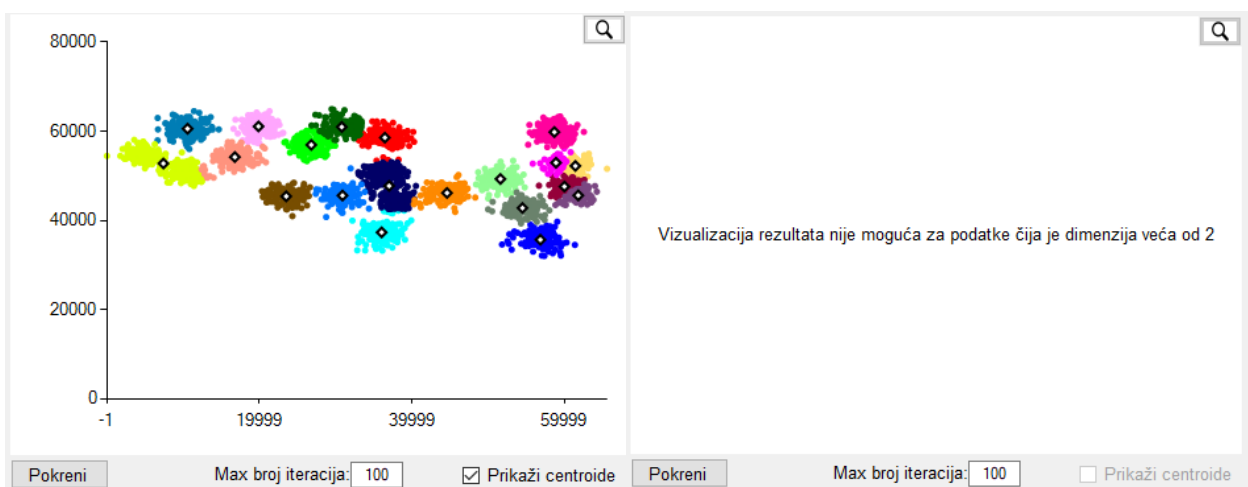 80000
60000
40000
20000
0
-1
19999
39999
59999
Pokreni
Max broj iteracija: 100
Prikaži centroide
Vizualizacija rezultata nije moguća za podatke čija je dimenzija veća od 2
Pokreni
Max broj iteracija: 100
Prikaži centroide